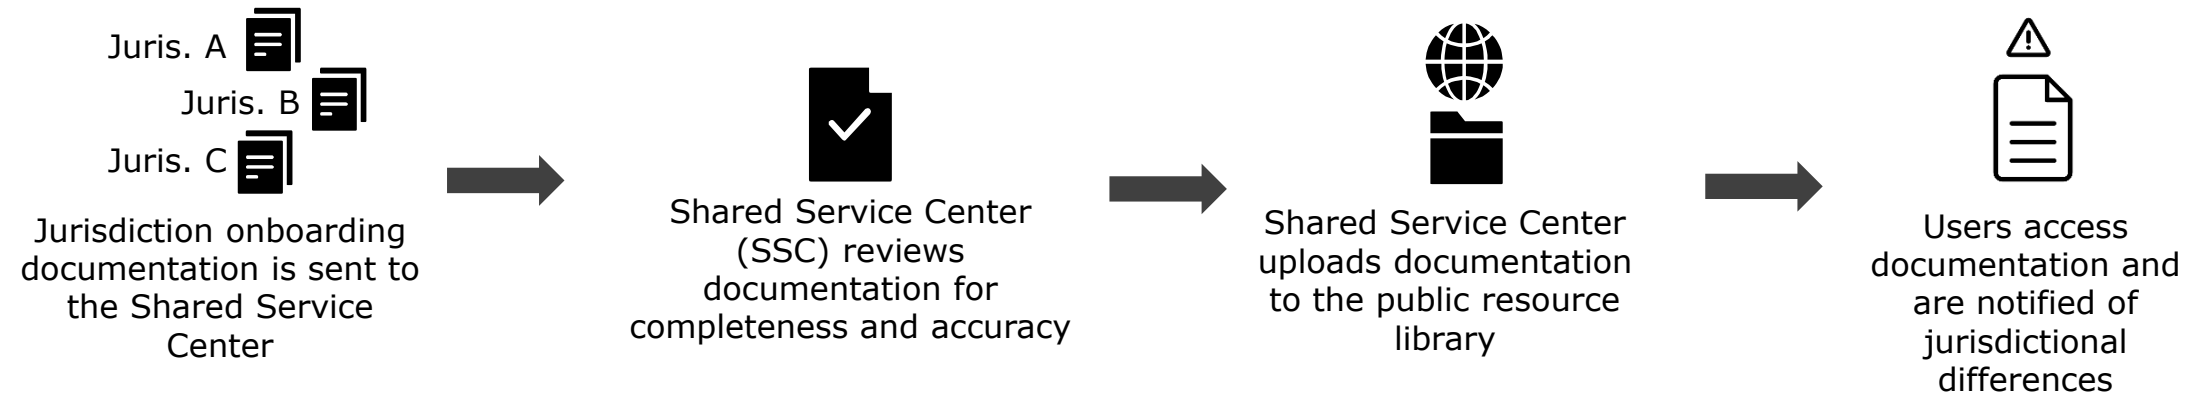 Juris. A
Juris. B
Juris. C
Jurisdiction onboarding
documentation is sent to
the Shared Service
Center
Shared Service Center
(SSC) reviews
documentation for
completeness and accuracy
Shared Service Center
uploads documentation
to the public resource
library
Users access
documentation and
are notified of
jurisdictional
differences